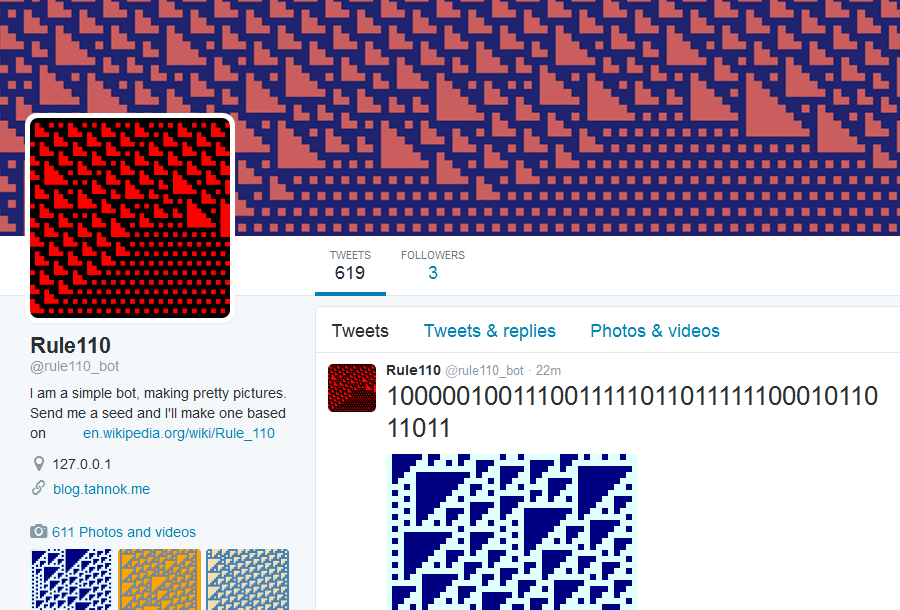 TWEETS
619
FOLLOWERS
3
Rule110
@rule110_bot
I am a simple bot, making pretty pictures.
Send me a seed and I'll make one based
on en.wikipedia.org/wiki/Rule_110
127.0.0.1
blog.tahnok.me
611 Photos and videos
Tweets Tweets & replies Photos & videos
Rule110 @rule110_bot · 22m
1000001001110011111011011111100010110
11011